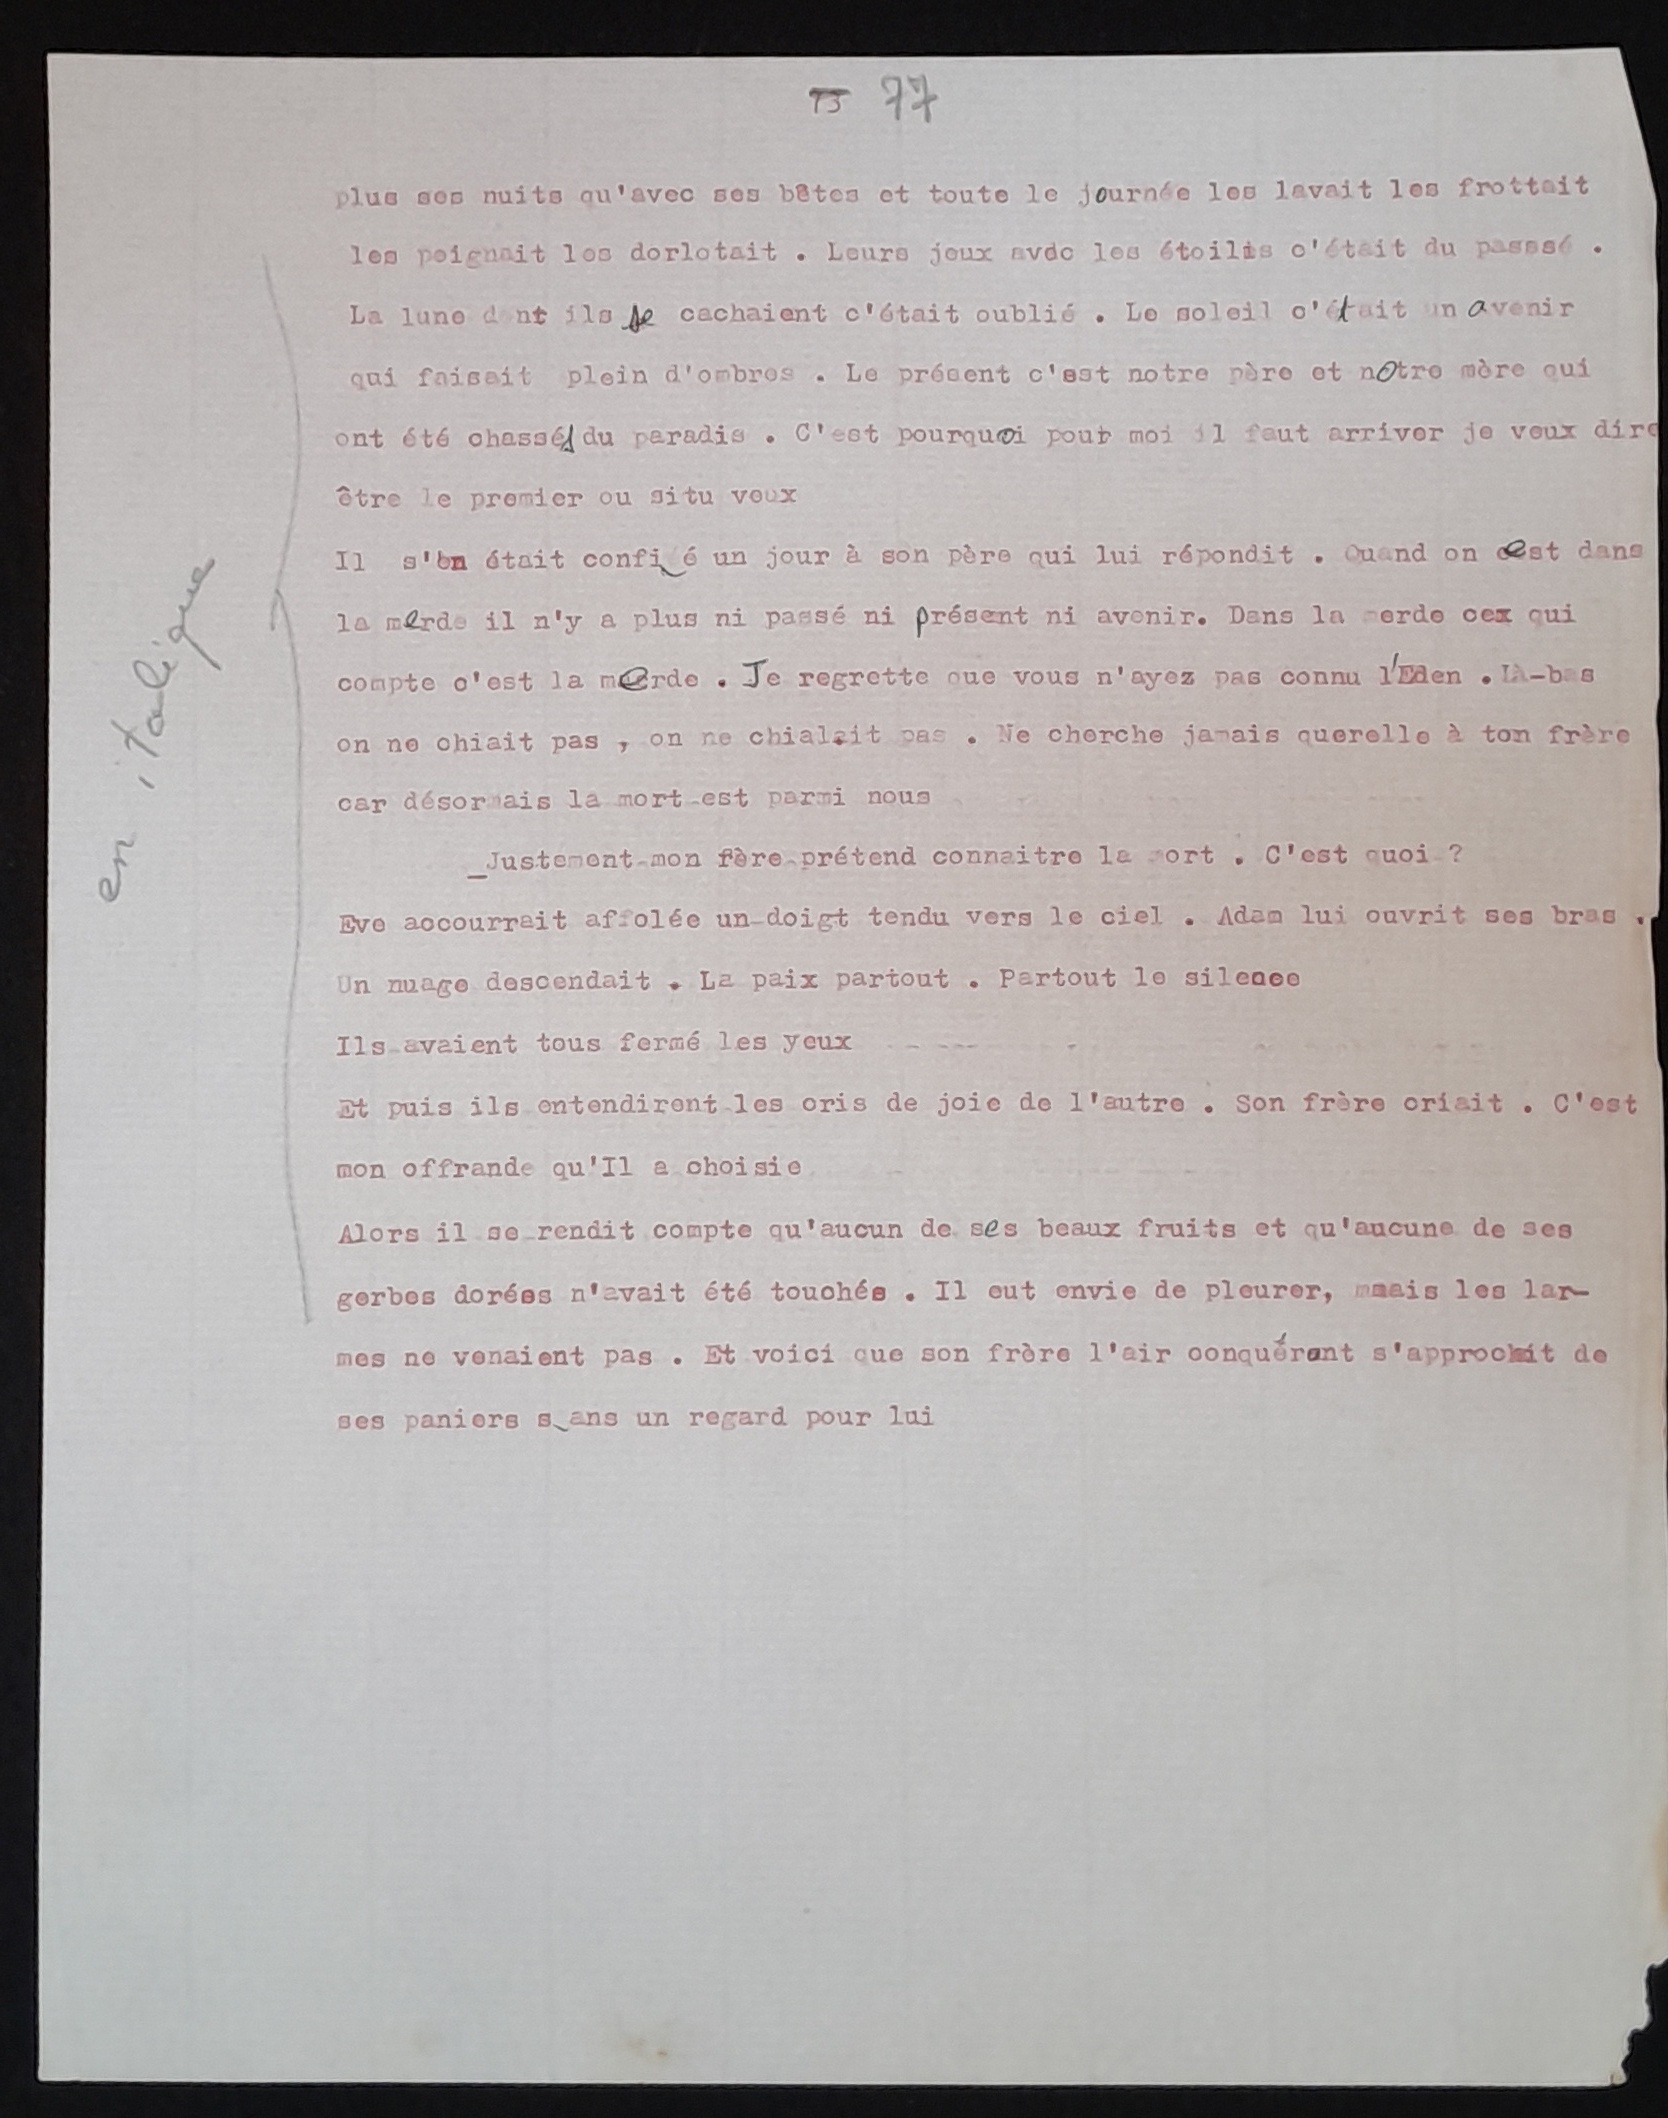 77
plus ses nuits qu'avec ses bêtes et toute le journée les lavait les frottait
les peignait les dorlotait . Leurs jeux avdc les étoilis c'était du passsé .
La lune dont ils se cachaient c'était oublié . Le soleil c'était un avenir
qui faisait plein d'ombres . Le présent c'est notre père et notre mère qui
ont été chassés du paradis . C'est pourquoi pour moi il faut arriver je veux dire
être le premier ou situ veux
Il s'en était confié un jour à son père qui lui répondit . Quand on est dans
la merde il n'y a plus ni passé ni présent ni avenir. Dans la merde ce qui
compte c'est la merde . Je regrette que vous n'ayez pas connu l'Eden . Là-bas
on ne chiait pas , on ne chialait pas . Ne cherche jamais querelle à ton frère
car désormais la mort est parmi nous
_Justement mon fère prétend connaitre la mort . C'est quoi ?
Eve accourrait affolée un doigt tendu vers le ciel . Adam lui ouvrit ses bras .
Un nuage descendait . La paix partout . Partout le silence
Ils avaient tous fermé les yeux
Et puis ils entendirent les cris de joie de l'autre . Son frère criait . C'est
mon offrande qu'Il a choisie
Alors il se rendit compte qu'aucun de ses beaux fruits et qu'aucune de ses
gerbes dorées n'avait été touchés . Il eut envie de pleurer, mmais les lar-
mes ne venaient pas . Et voici que son frère l'air conquérant s'approchit de
ses paniers sans un regard pour lui
en italique